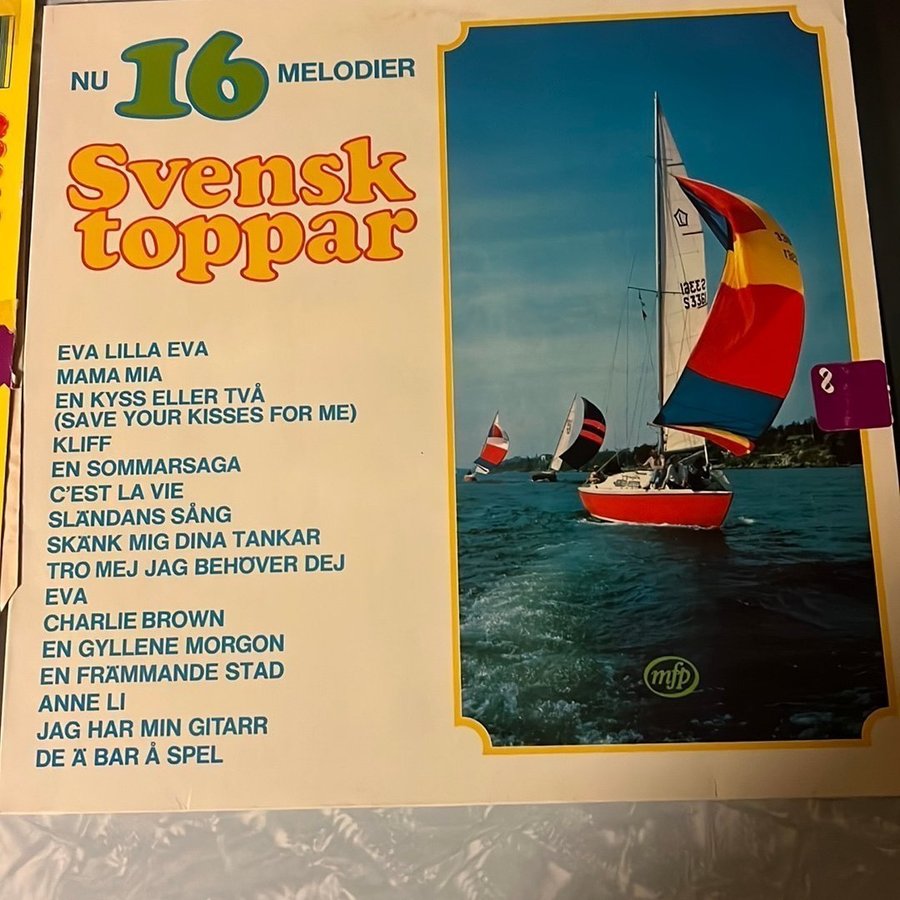 NU 16 MELODIER
Svensk
toppar
EVA LILLA EVA
MAMA MIA
EN KYSS ELLER TVÅ
(SAVE YOUR KISSES FOR ME)
KLIFF
EN SOMMARSAGA
C'EST LA VIE
SLÄNDANS SÅNG
SKÄNK MIG DINA TANKAR
TRO MEJ JAG BEHÖVER DEJ
EVA
CHARLIE BROWN
EN GYLLENE MORGON
EN FRÄMMANDE STAD
ANNE LI
JAG HAR MIN GITARR
DE Ä BAR Å SPEL
8
mfp